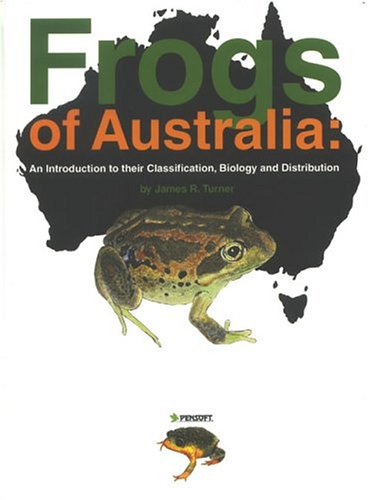 Frogs
of Australia:
An Introduction to their Classification, Biology and Distribution
by James R. Turner
PENSOFT